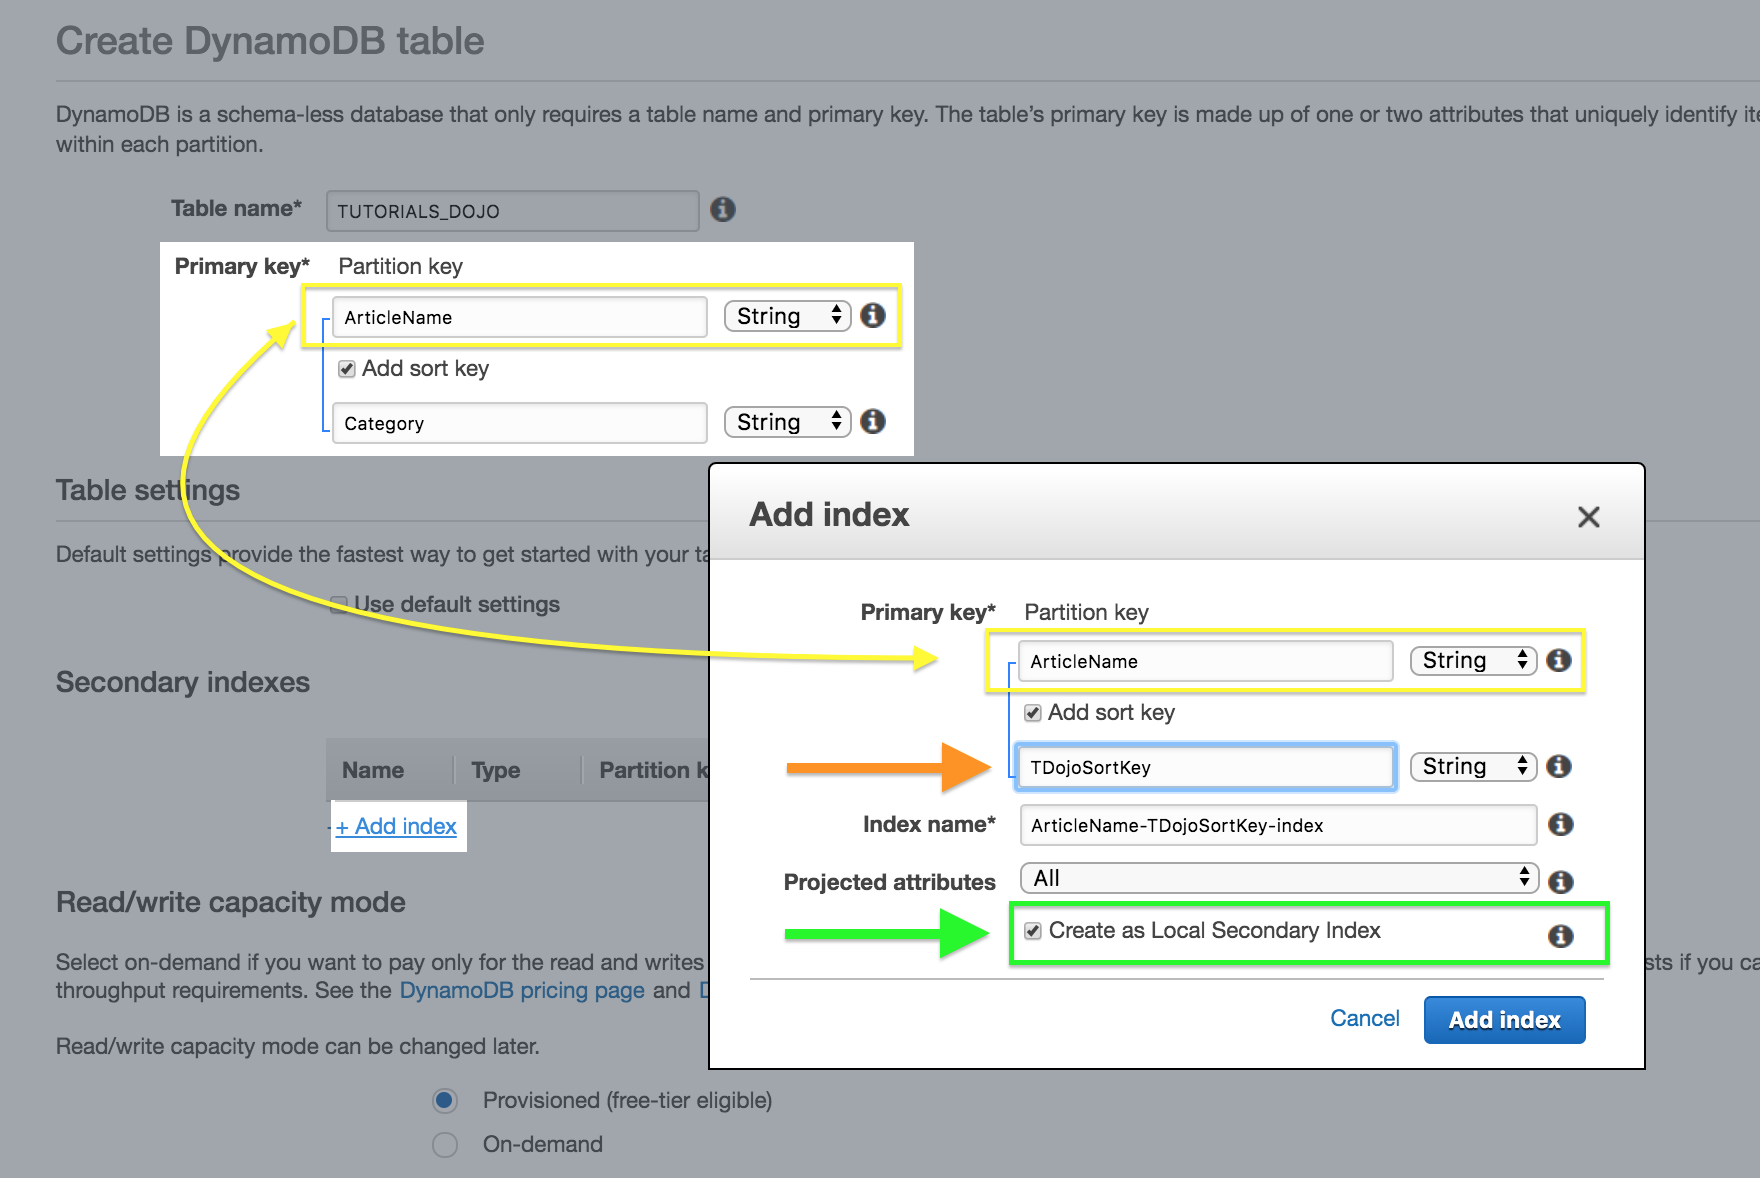 Create DynamoDB table
DynamoDB is a schema-less database that only requires a table name and primary key. The table's primary key is made up of one or two attributes that uniquely identify
within each partition.
Table name* TUTORIALS_DOJO
Primary key* Partition key
ArticleName String
Add sort key
Category String
Table settings
Default settings provide the fastest way to get started with your
Use default settings
Secondary indexes
Name Type Partition
+ Add index
Read/write capacity mode
Select on-demand if you want to pay only for the read and writes
if you
throughput requirements. See the DynamoDB pricing page and
Read/write capacity mode can be changed later.
Provisioned (free-tier eligible)
On-demand
Add index
Primary key* Partition key
ArticleName String
Add sort key
TDojoSortKey String
Index name* ArticleName-TDojoSortKey-index
Projected attributes All
Create as Local Secondary Index
Cancel Add index